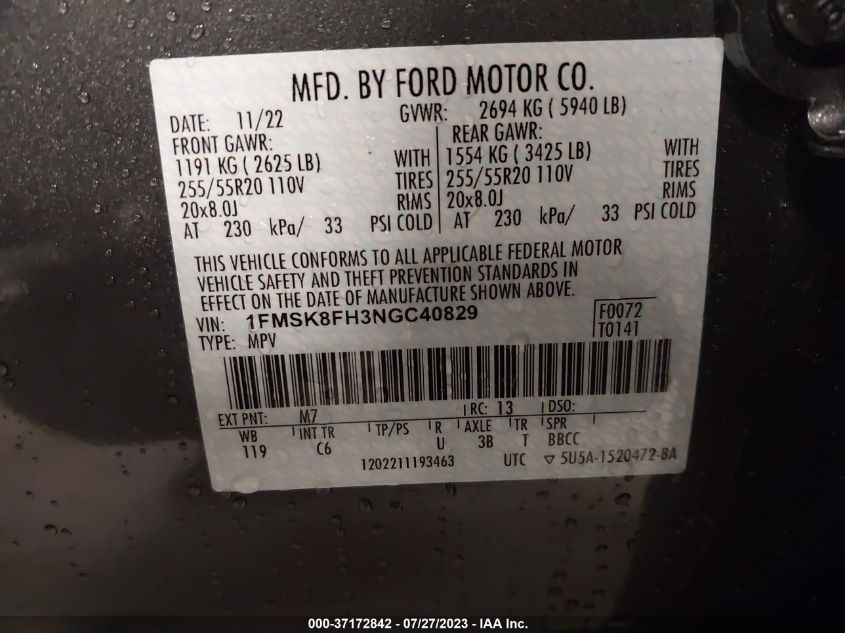 MFD. BY FORD MOTOR CO.
DATE: 11/22 GVWR: 2694 KG ( 5940 LB)
FRONT GAWR: REAR GAWR:
1191 KG ( 2625 LB) WITH 1554 KG ( 3425 LB) WITH
255/55R20 110V TIRES 255/55R20 110V TIRES
20x8.0J RIMS 20x8.0J RIMS
AT 230 kPa/ 33 PSI COLD AT 230 kPa/ 33 PSI COLD
THIS VEHICLE CONFORMS TO ALL APPLICABLE FEDERAL MOTOR
VEHICLE SAFETY AND THEFT PREVENTION STANDARDS IN
EFFECT ON THE DATE OF MANUFACTURE SHOWN ABOVE.
VIN: 1FMSK8FH3NGC40829 F0072
TYPE: MPV T0141
EXT PNT: M7 RC: 13 DSO:
WB INT TR TP/PS R AXLE TR SPR
119 C6 U 3B T BBCC
1202211193463 UTC ▽ 5U5A-1520472-BA
000-37172842 / 07/27/2023 - IAA Inc.